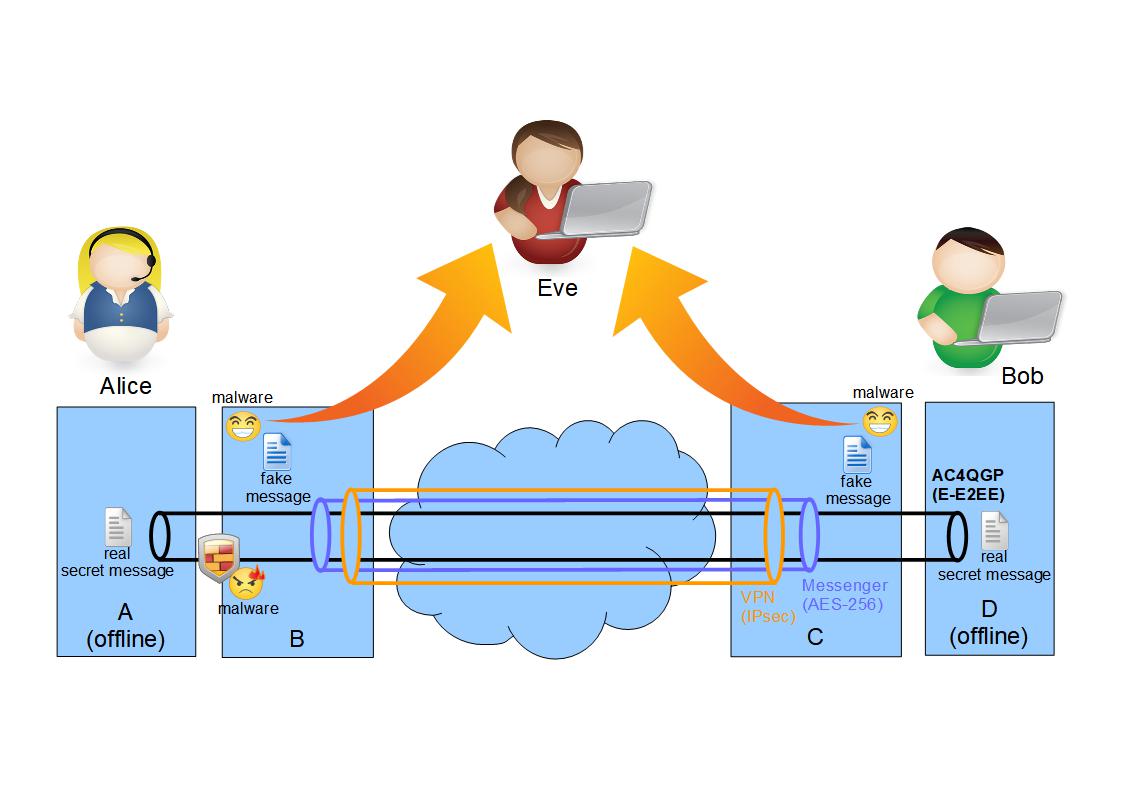 Eve
Alice
Bob
malware
malware
fake
message
fake
message
AC4QGP
(E-E2EE)
real
secret message
real
secret message
malware
VPN
(IPsec)
Messenger
(AES-256)
A
(offline)
B
C
D
(offline)